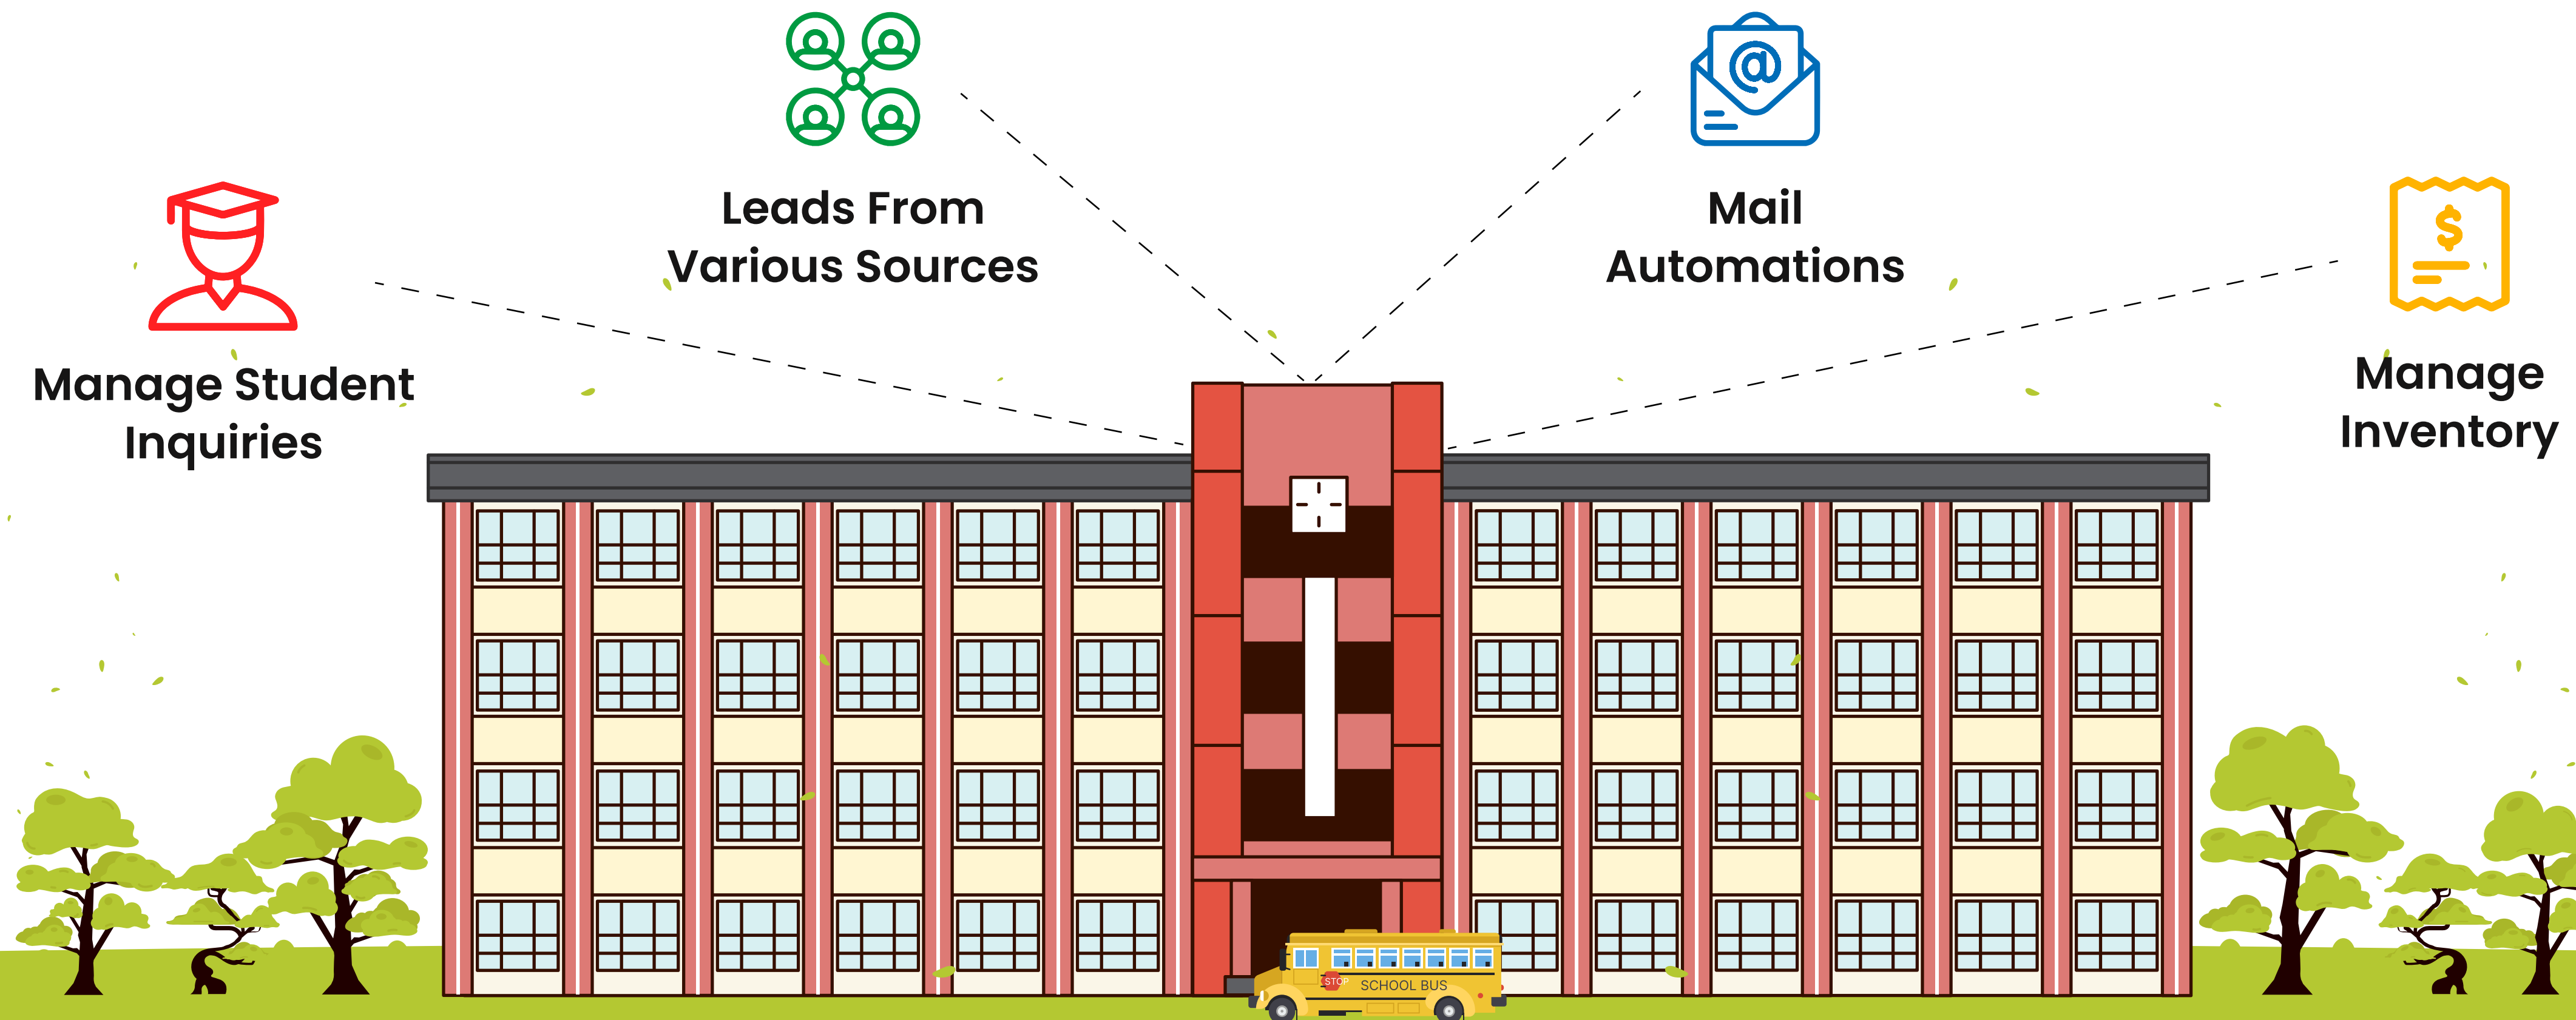 Leads From
Various Sources
Mail
Automations
Manage Student
Inquiries
Manage
Inventory
STOP
SCHOOL BUS